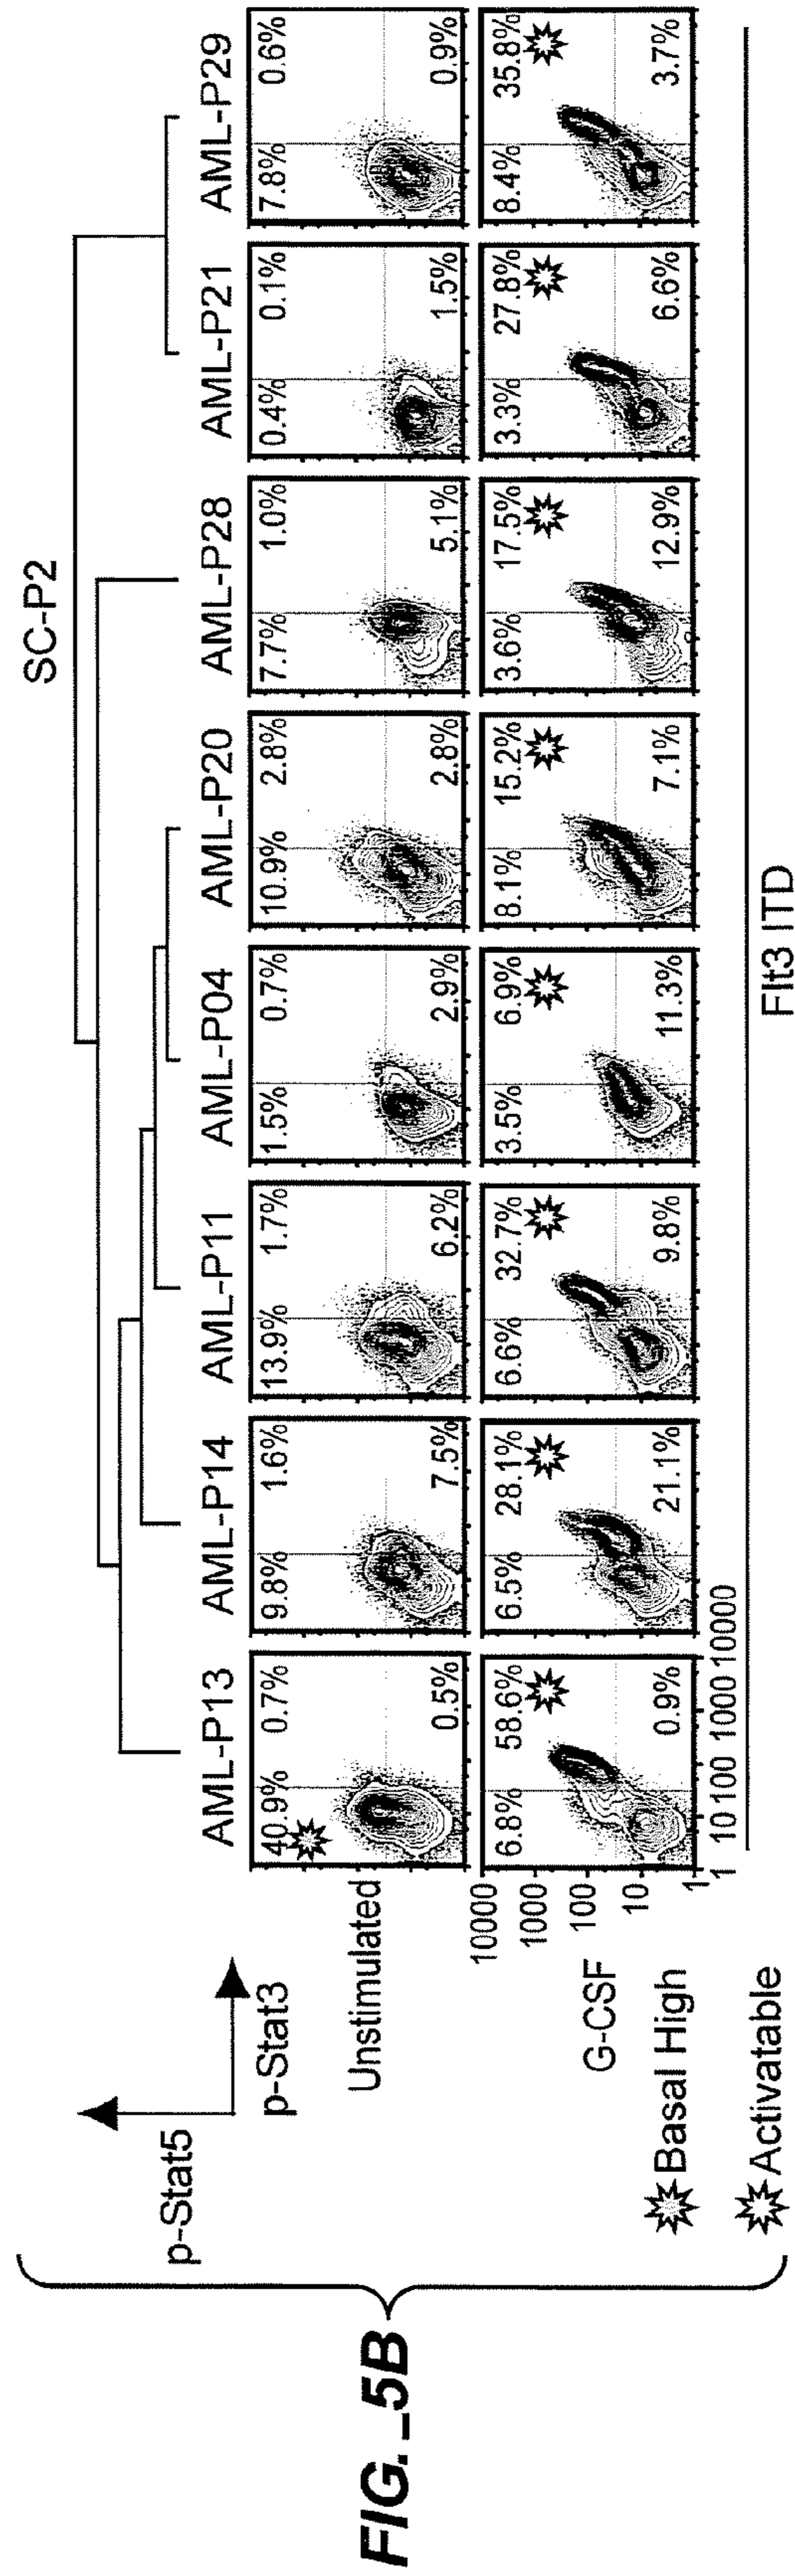 FIG._5B
SC-P2
p-Stat5
p-Stat3
AML-P13 AML-P14 AML-P11 AML-P04 AML-P20 AML-P28 AML-P21 AML-P29
Unstimulated
40.9% 0.7% 9.8% 1.6% 13.9% 1.7% 1.5% 0.7% 10.9% 2.8% 7.7% 1.0% 0.4% 0.1% 7.8% 0.6%
0.5% 7.5% 6.2% 2.9% 2.8% 5.1% 1.5% 0.9%
G-CSF
10000
1000
100
10
1
6.8% 58.6% 6.5% 28.1% 6.6% 32.7% 3.5% 6.9% 8.1% 15.2% 3.6% 17.5% 3.3% 27.8% 8.4% 35.8%
0.9% 21.1% 9.8% 11.3% 7.1% 12.9% 6.6% 3.7%
1 10 100 1000 10000
Basal High
Activatable
Flt3 ITD